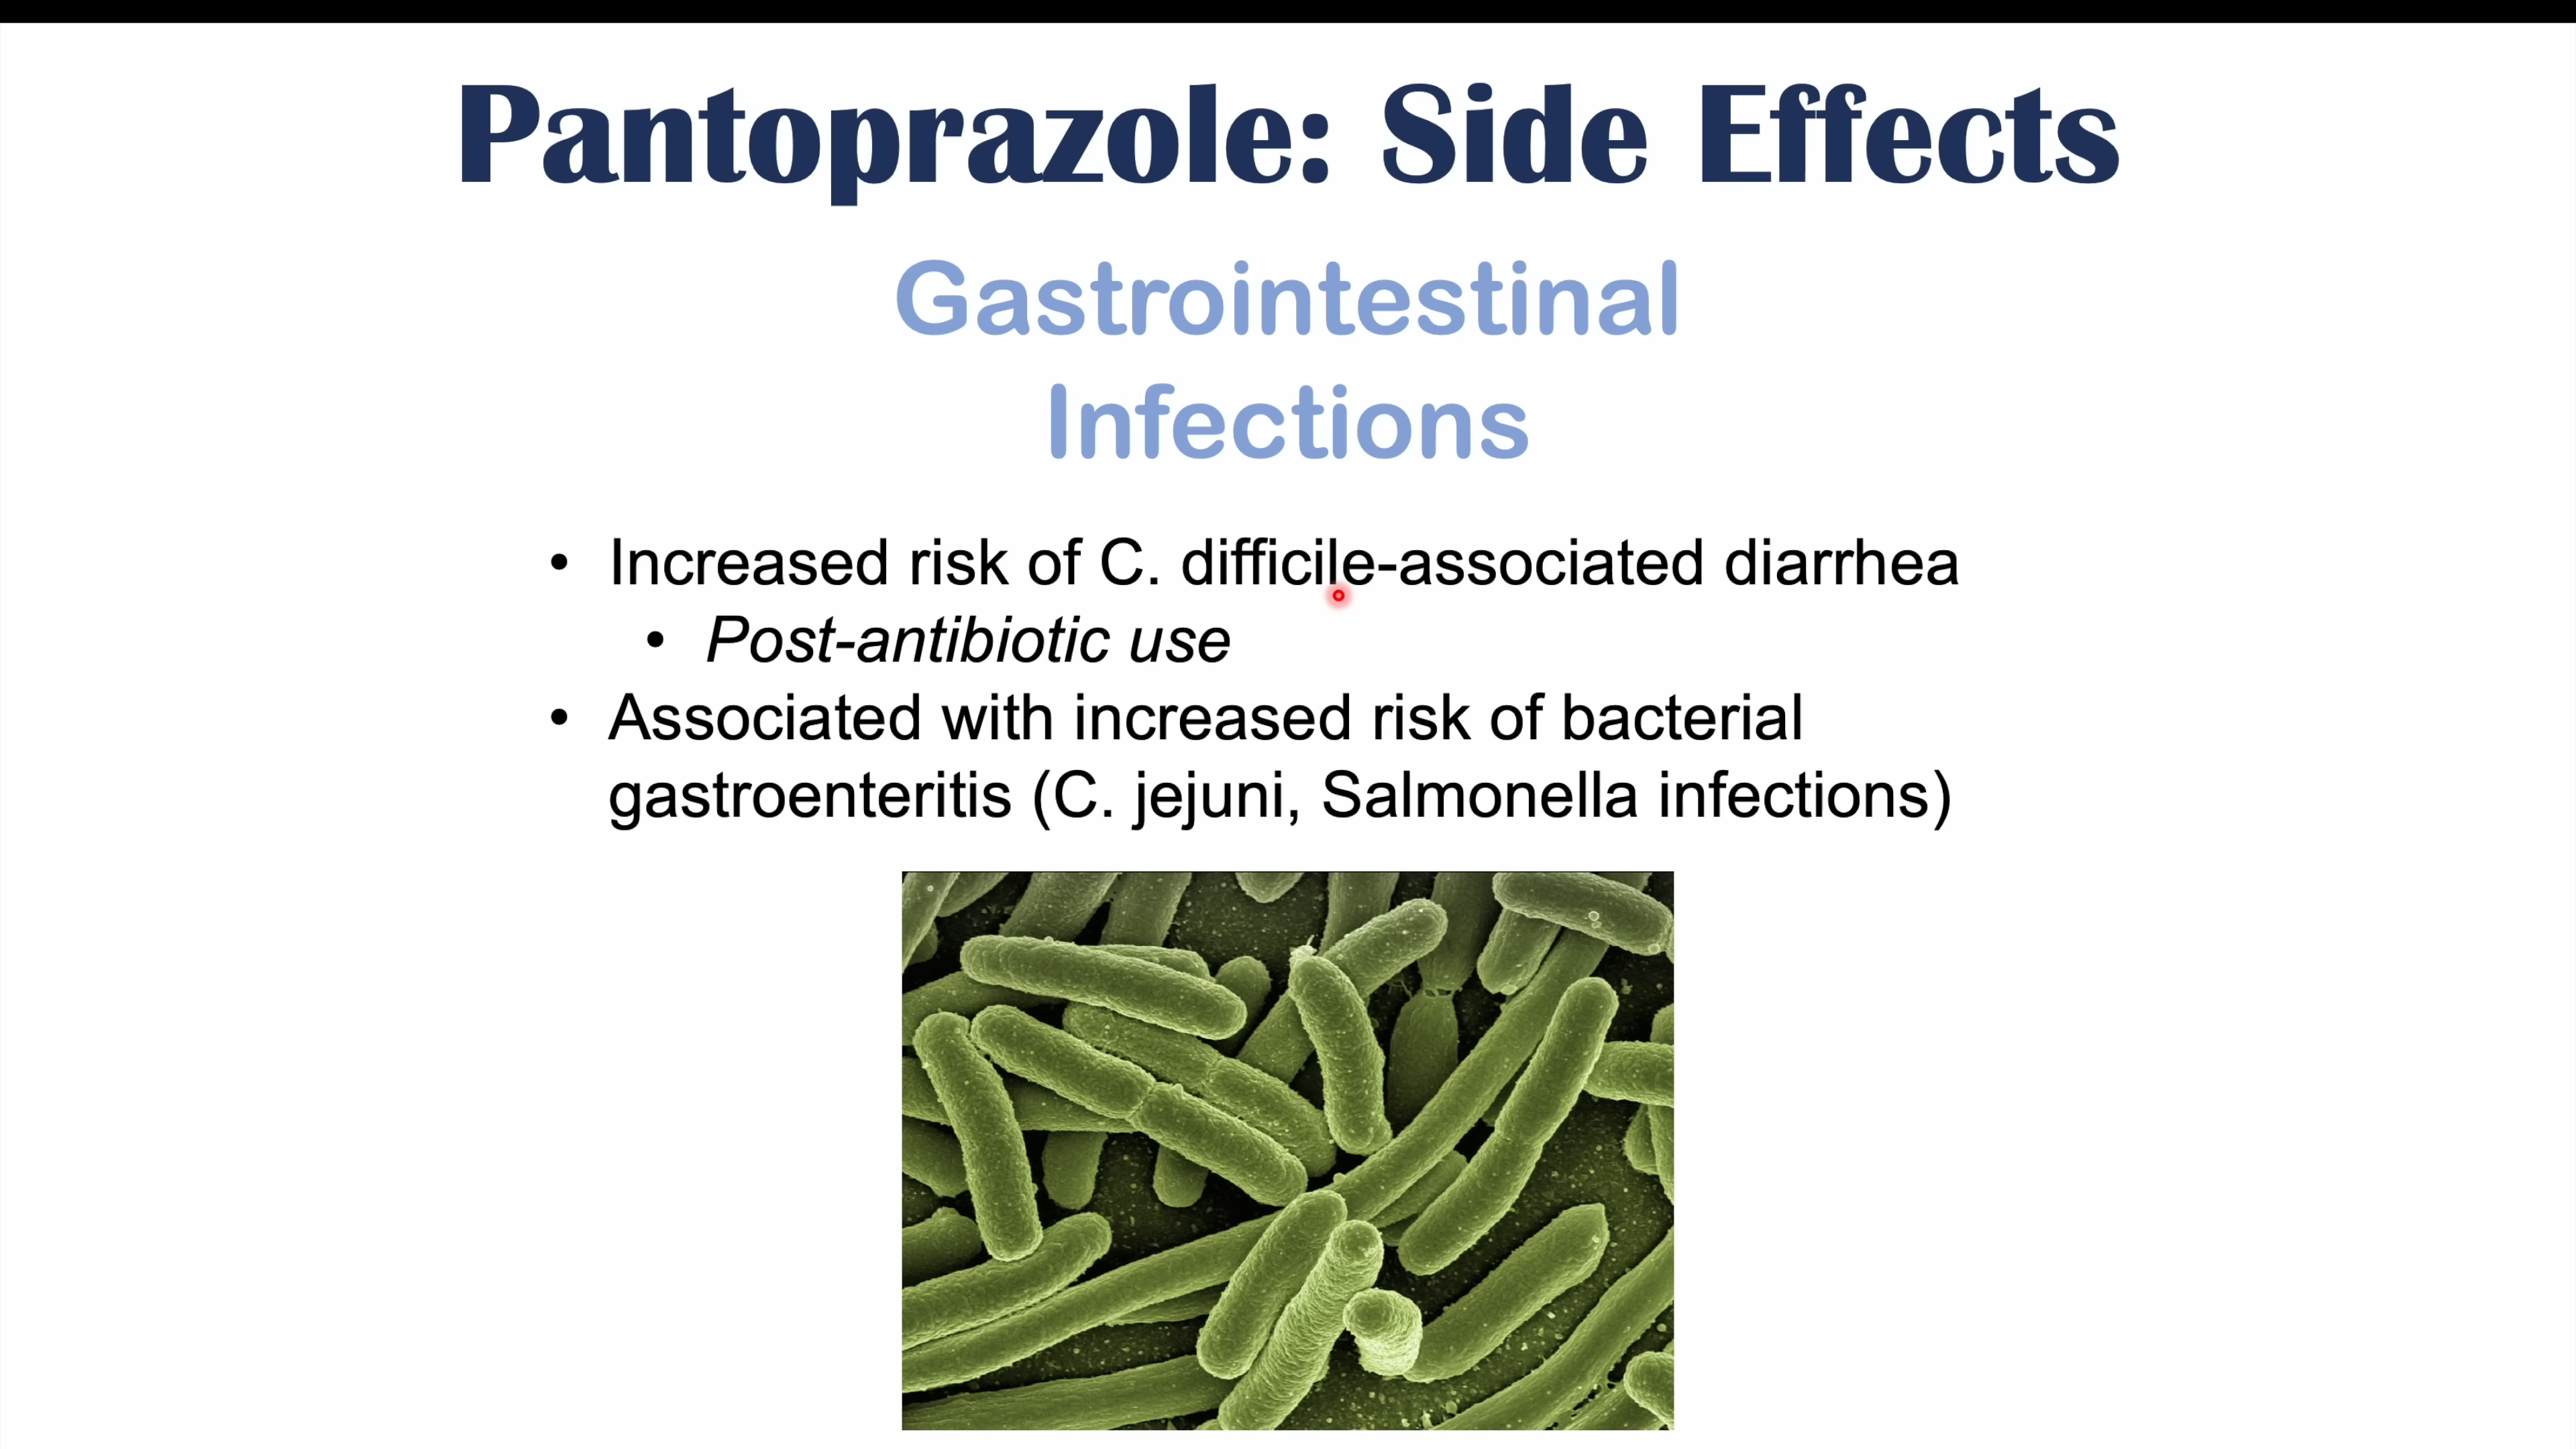 Pantoprazole: Side Effects
Gastrointestinal
Infections
• Increased risk of C. difficile-associated diarrhea
• Post-antibiotic use
• Associated with increased risk of bacterial
gastroenteritis (C. jejuni, Salmonella infections)